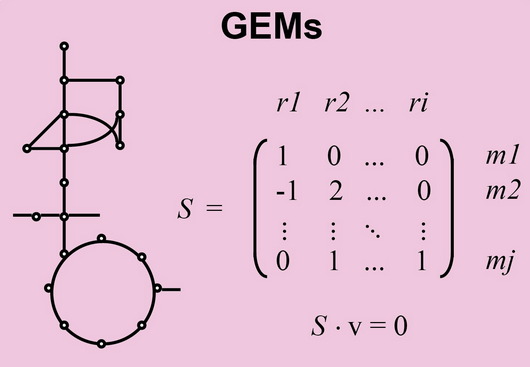 GEMs
r1 r2 ... ri
1 0 ... 0 m1
-1 2 ... 0 m2
S =
⋮ ⋮ ⋱ ⋮
0 1 ... 1 mj
S · v = 0